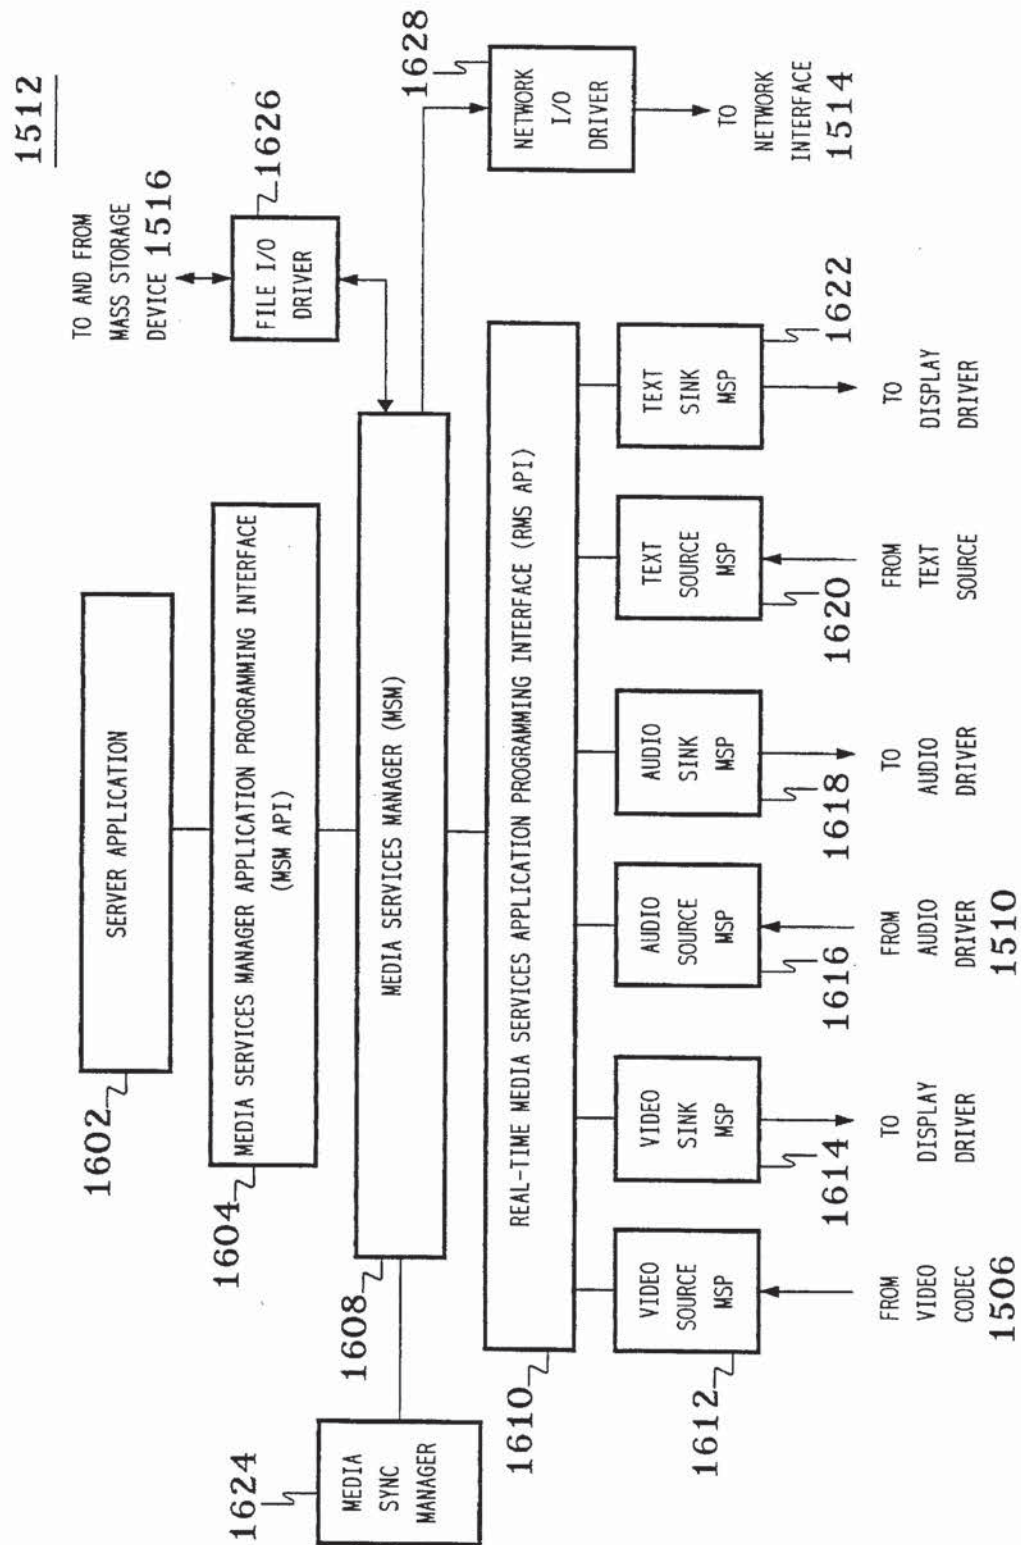 1512
TO AND FROM
MASS STORAGE
DEVICE 1516
1602
SERVER APPLICATION
1626
FILE I/O
DRIVER
1604
MEDIA SERVICES MANAGER APPLICATION PROGRAMMING INTERFACE
(MSM API)
1628
NETWORK
I/O
DRIVER
TO
NETWORK
INTERFACE
1514
1624
MEDIA
SYNC
MANAGER
1608
MEDIA SERVICES MANAGER (MSM)
1610
REAL-TIME MEDIA SERVICES APPLICATION PROGRAMMING INTERFACE (RMS API)
1612
VIDEO
SOURCE
MSP
FROM
VIDEO
CODEC
1506
VIDEO
SINK
MSP
1614
TO
DISPLAY
DRIVER
AUDIO
SOURCE
MSP
1616
FROM
AUDIO
DRIVER
1510
AUDIO
SINK
MSP
1618
TO
AUDIO
DRIVER
TEXT
SOURCE
MSP
1620
FROM
TEXT
SOURCE
TEXT
SINK
MSP
1622
TO
DISPLAY
DRIVER